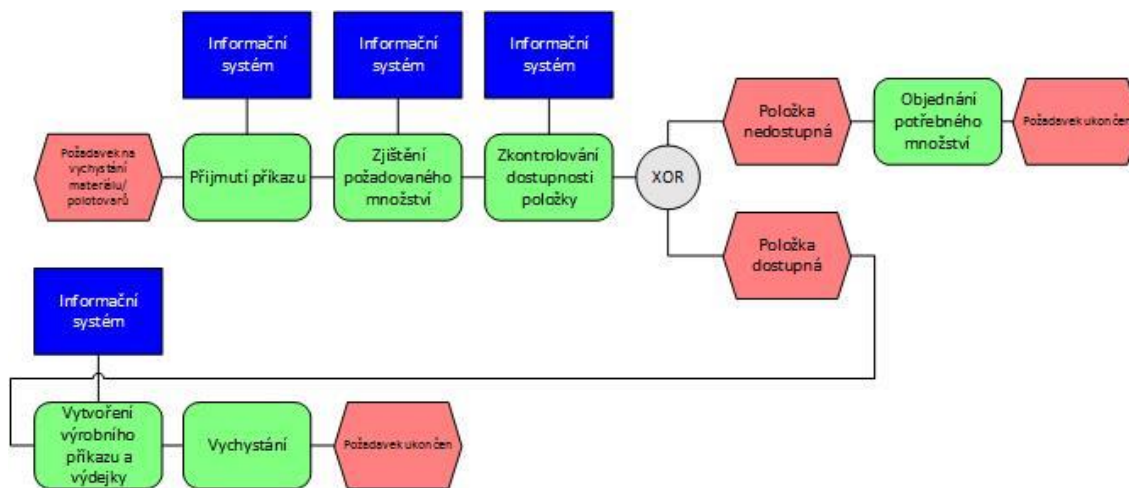 Informační
systém
Informační
systém
Informační
systém
Požadavek na
vychystání
materiálu/
polotovarů
Přijmutí příkazu
Zjištění
požadovaného
množství
Zkontrolování
dostupnosti
položky
XOR
Položka
nedostupná
Objednání
potřebného
množství
Požadavek ukončen
Položka
dostupná
Informační
systém
Vytvoření
výrobního
příkazu a
výdejky
Vychystání
Požadavek ukončen